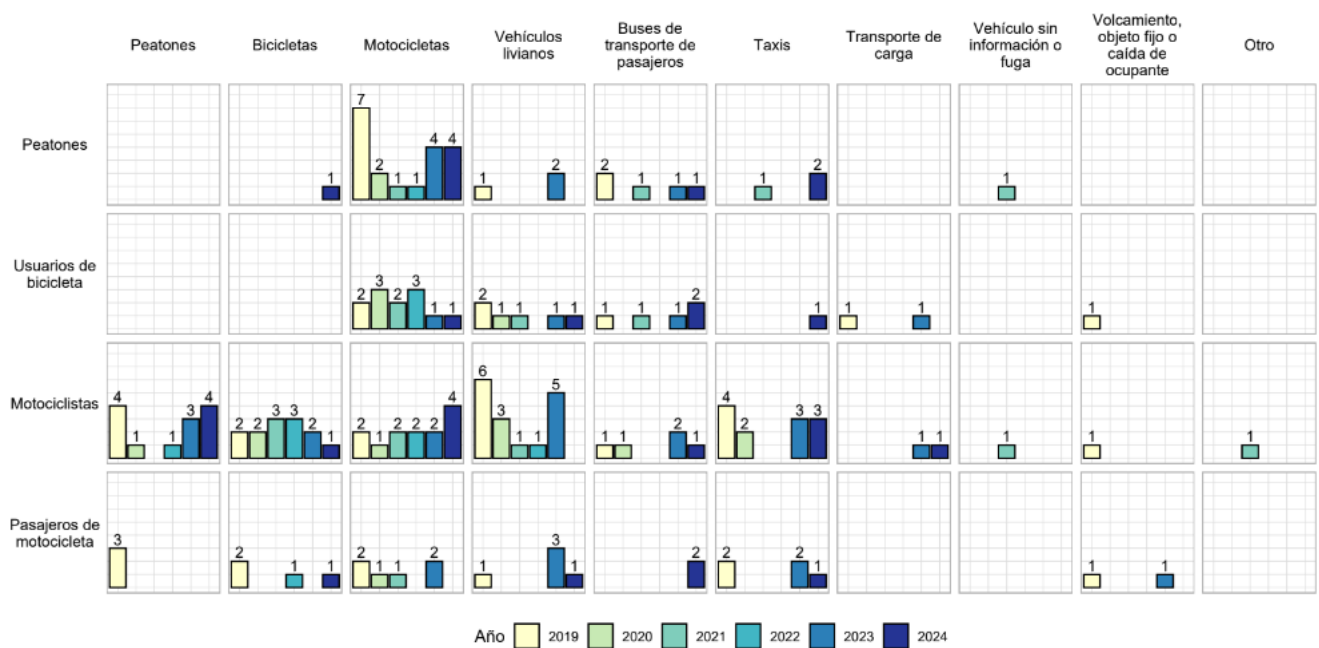 Peatones
Bicicletas
Motocicletas
Vehículos
livianos
Buses de
transporte de
pasajeros
Taxis
Transporte de
carga
Vehículo sin
información o
fuga
Volcamiento,
objeto fijo o
caída de
ocupante
Otro
Peatones
1
7 2 1 1 4 4
1 2
2 1 1 1
1 2
1
Usuarios de
bicicleta
2 3 2 3 1 1
2 1 1 1 1
1 1 1 2
1
1 1
1
Motociclistas
4 1 1 3 4
2 2 3 3 2 1
2 1 2 2 2 4
6 3 1 1 5
1 1 2 1
4 2 3 3
1 1
1
1
1
Pasajeros de
motocicleta
3
2 1 1
2 1 1 2
1 3 1
2
2 2 1
1 1
Año 2019 2020 2021 2022 2023 2024